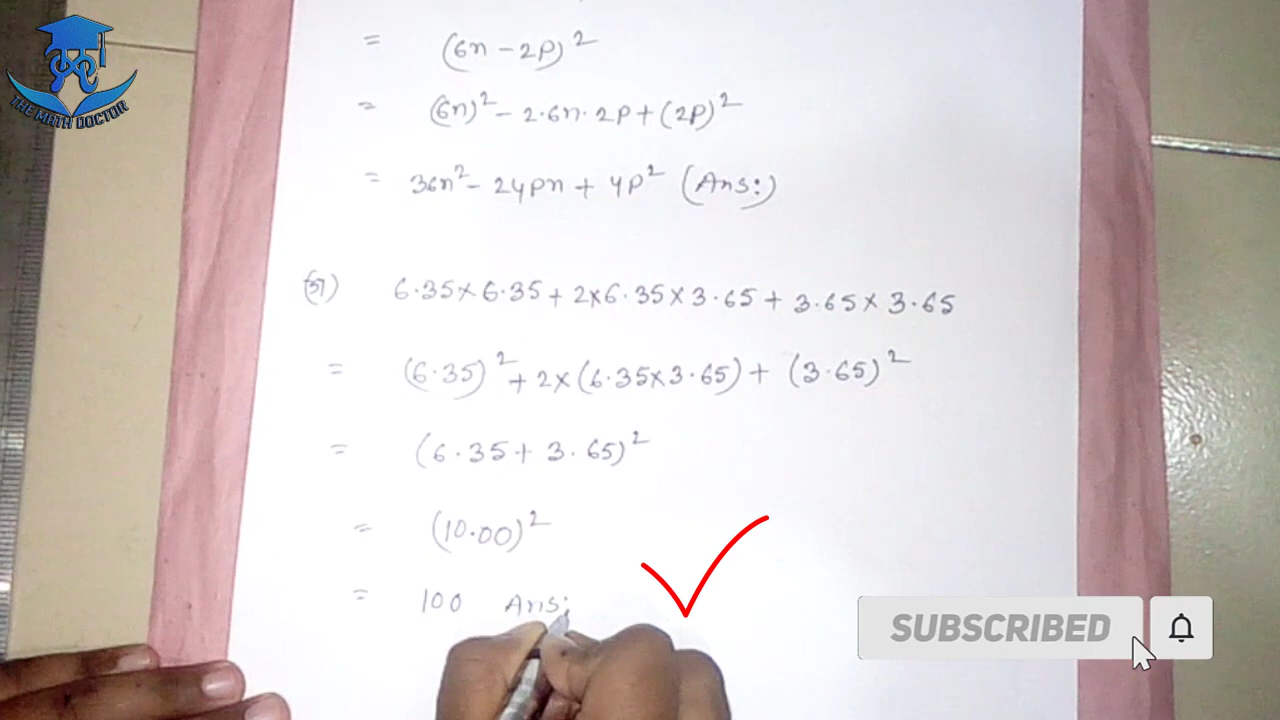 THE MATH DOCTOR
= (6n - 2p)²
= (6n)² - 2·6n·2p + (2p)²
= 36n² - 24pn + 4p² (Ans:)
6·35×6·35 + 2×6·35×3·65 + 3·65×3·65
= (6·35)² + 2×(6·35×3·65) + (3·65)²
= (6·35 + 3·65)²
= (10·00)²
= 100 Ans:
SUBSCRIBED